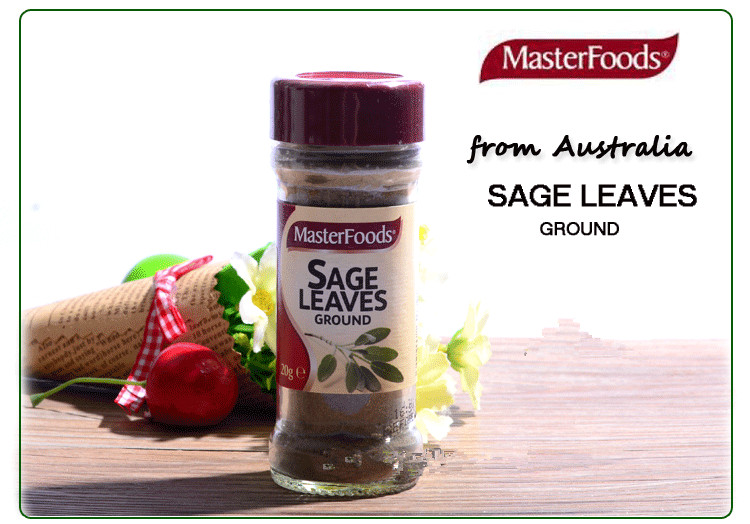 MasterFoods®
from Australia
SAGE LEAVES
GROUND
MasterFoods®
SAGE
LEAVES
GROUND
20g ℮